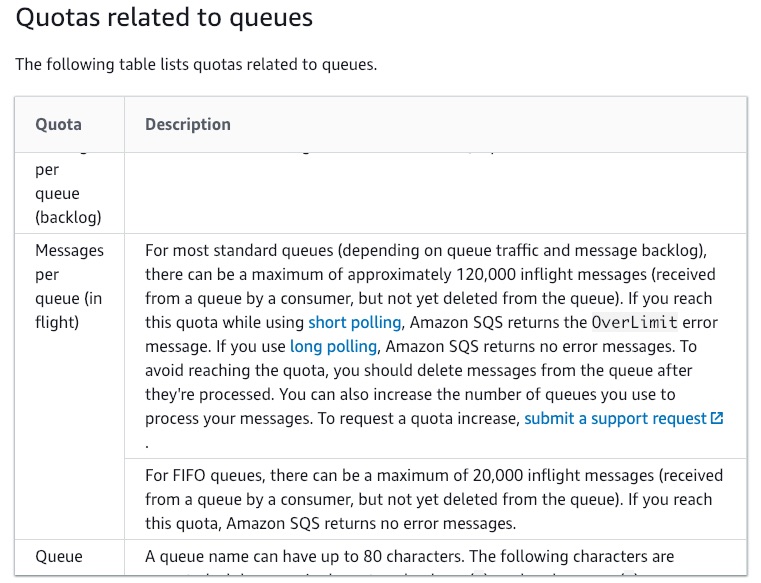 Quotas related to queues
The following table lists quotas related to queues.
Quota Description
per
queue
(backlog)
Messages
per
queue (in
flight)
For most standard queues (depending on queue traffic and message backlog),
there can be a maximum of approximately 120,000 inflight messages (received
from a queue by a consumer, but not yet deleted from the queue). If you reach
this quota while using short polling, Amazon SQS returns the OverLimit error
message. If you use long polling, Amazon SQS returns no error messages. To
avoid reaching the quota, you should delete messages from the queue after
they're processed. You can also increase the number of queues you use to
process your messages. To request a quota increase, submit a support request
.
For FIFO queues, there can be a maximum of 20,000 inflight messages (received
from a queue by a consumer, but not yet deleted from the queue). If you reach
this quota, Amazon SQS returns no error messages.
Queue
A queue name can have up to 80 characters. The following characters are